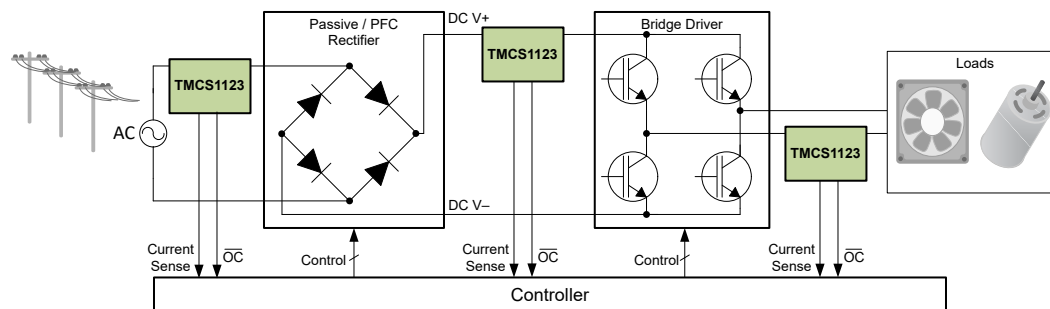 Passive / PFC
Rectifier
DC V+
TMCS1123
Bridge Driver
Loads
TMCS1123
AC
TMCS1123
DC V–
Current
Sense
OC
Control
Current
Sense
OC
Control
Current
Sense
OC
Controller